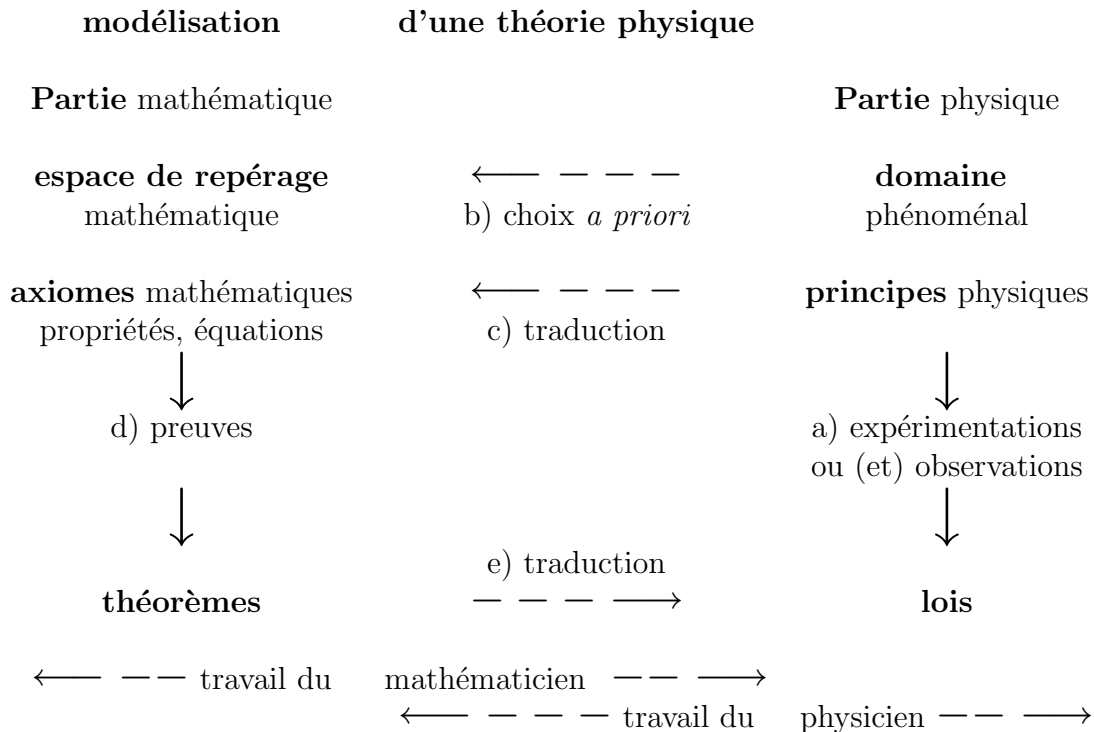 modélisation d'une théorie physique
Partie mathématique Partie physique
espace de repérage domaine
mathématique b) choix a priori phénoménal
axiomes mathématiques principes physiques
propriétés, équations c) traduction
d) preuves a) expérimentations
ou (et) observations
e) traduction
théorèmes lois
travail du mathématicien
travail du physicien